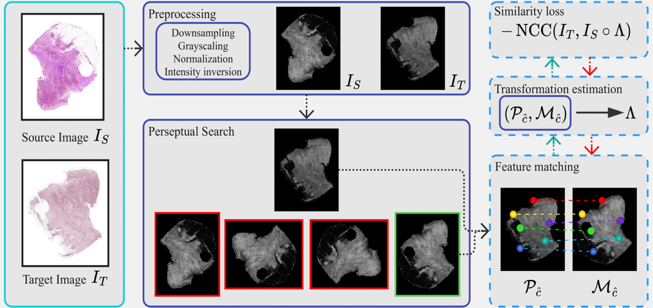 Source Image I_S
Target Image I_T
Preprocessing
Downsampling
Grayscaling
Normalization
Intensity inversion
I_S
I_T
Perseptual Search
Similarity loss
− NCC(I_T, I_S ∘ Λ)
Transformation estimation
(𝒫_ĉ, ℳ_ĉ) → Λ
Feature matching
𝒫_ĉ
ℳ_ĉ